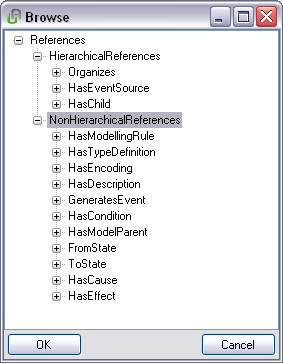 Browse
References
HierarchicalReferences
Organizes
HasEventSource
HasChild
NonHierarchicalReferences
HasModellingRule
HasTypeDefinition
HasEncoding
HasDescription
GeneratesEvent
HasCondition
HasModelParent
FromState
ToState
HasCause
HasEffect
OK
Cancel